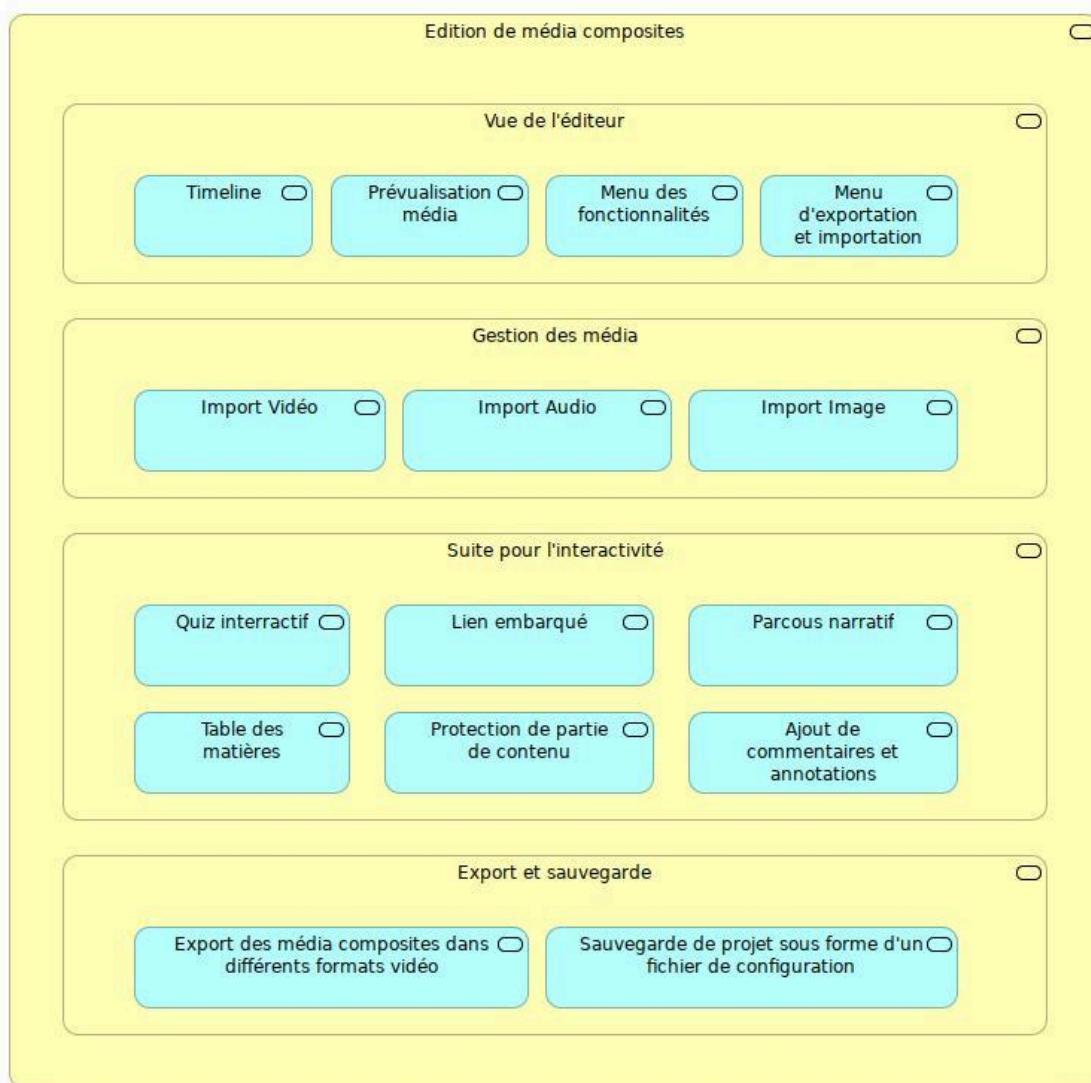 Edition de média composites
Vue de l'éditeur
Timeline
Prévualisation
média
Menu des
fonctionnalités
Menu
d'exportation
et importation
Gestion des média
Import Vidéo
Import Audio
Import Image
Suite pour l'interactivité
Quiz interractif
Lien embarqué
Parcous narratif
Table des
matières
Protection de partie
de contenu
Ajout de
commentaires et
annotations
Export et sauvegarde
Export des média composites dans
différents formats vidéo
Sauvegarde de projet sous forme d'un
fichier de configuration